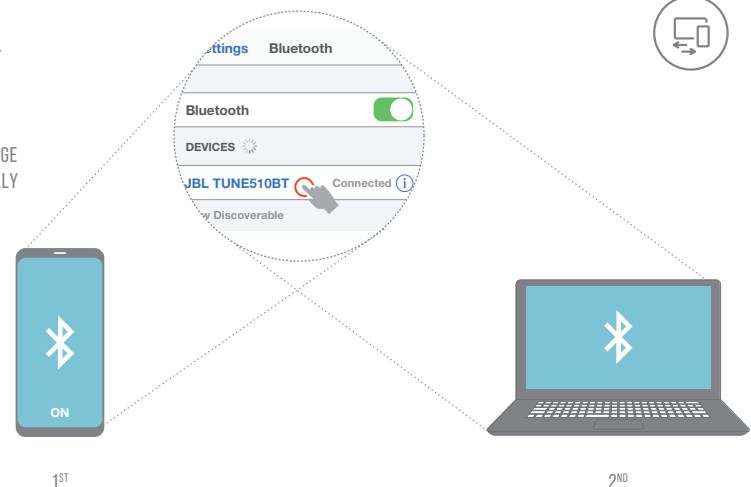 Settings Bluetooth
Bluetooth
DEVICES
JBL TUNE510BT Connected i
Discoverable
ON
1ST
2ND